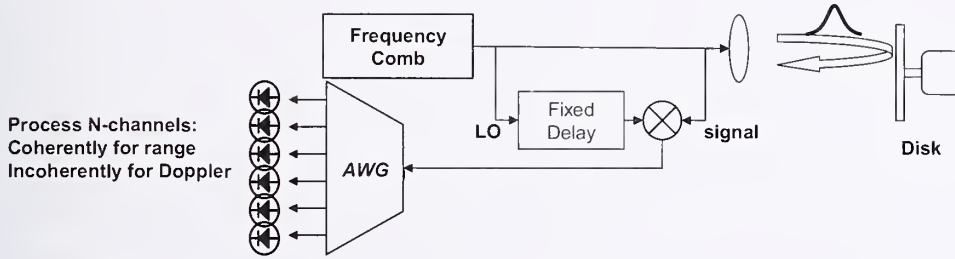 Frequency
Comb
Fixed
Delay
LO
signal
Process N-channels:
Coherently for range
Incoherently for Doppler
AWG
Disk